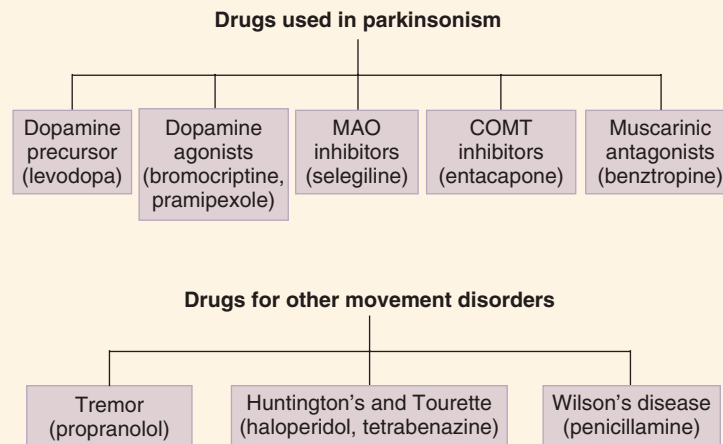 Drugs used in parkinsonism
Dopamine
precursor
(levodopa)
Dopamine
agonists
(bromocriptine,
pramipexole)
MAO
inhibitors
(selegiline)
COMT
inhibitors
(entacapone)
Muscarinic
antagonists
(benztropine)
Drugs for other movement disorders
Tremor
(propranolol)
Huntington's and Tourette
(haloperidol, tetrabenazine)
Wilson's disease
(penicillamine)